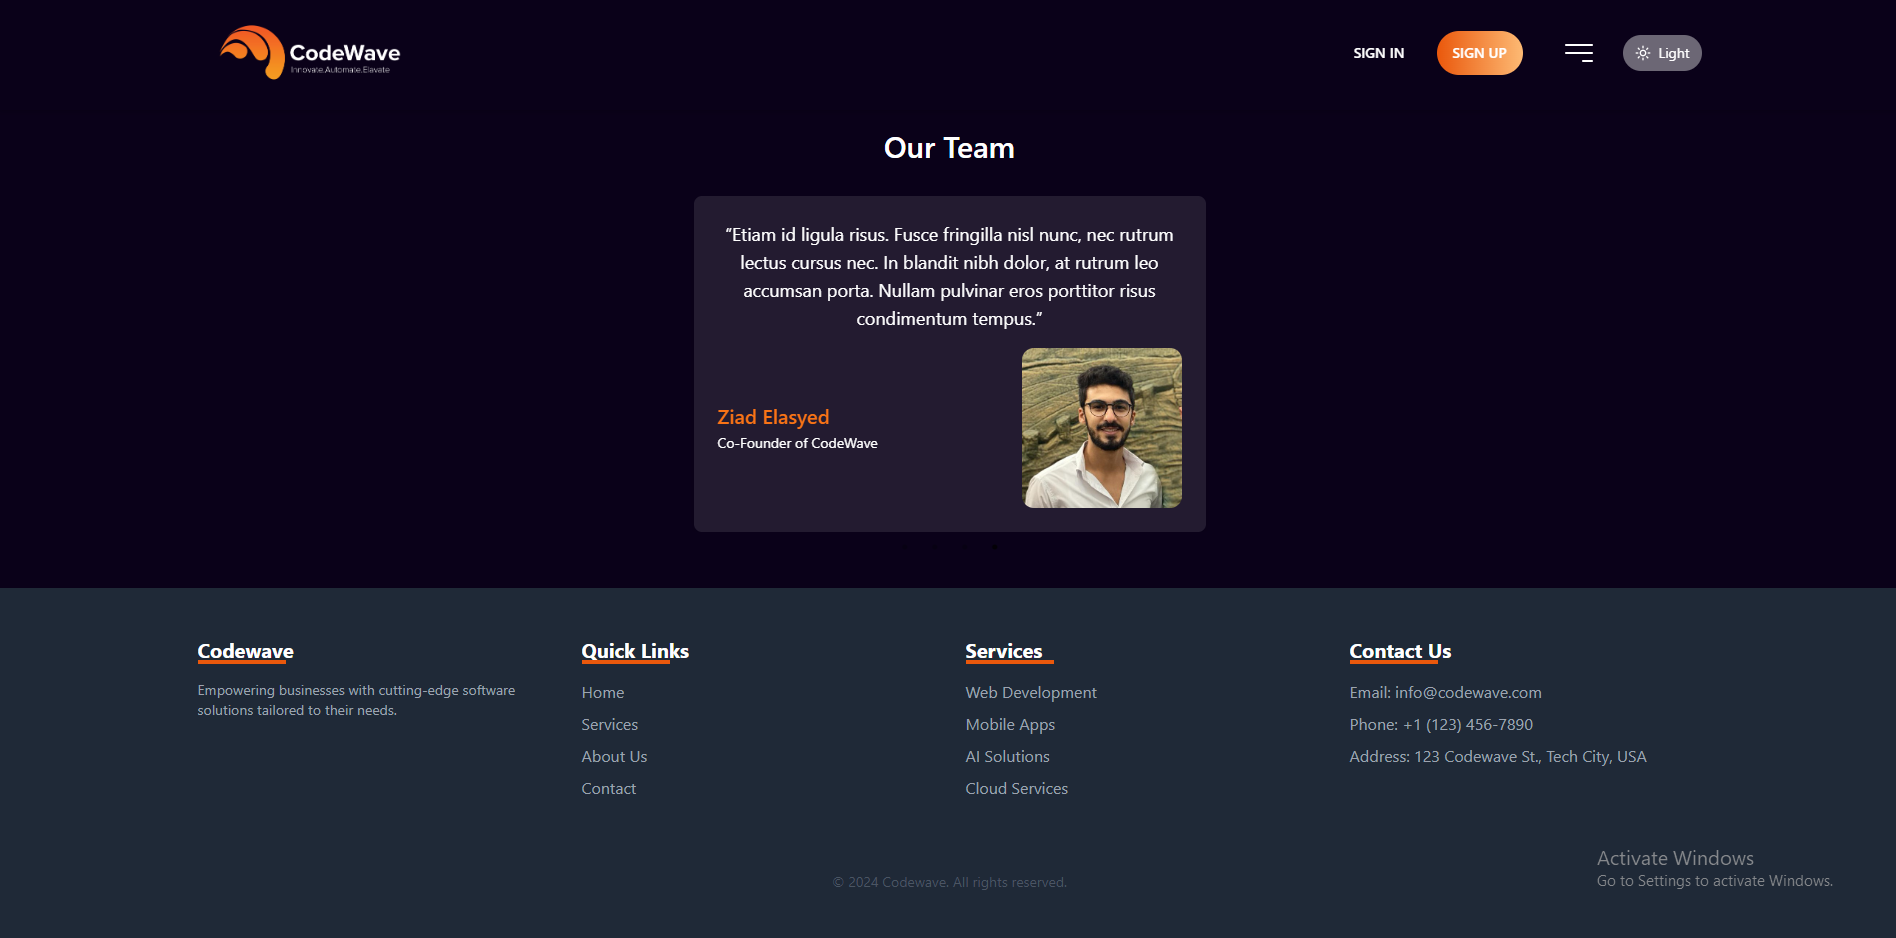 CodeWave
Innovate.Automate.Elavate
SIGN IN
SIGN UP
Light
Our Team
“Etiam id ligula risus. Fusce fringilla nisl nunc, nec rutrum
lectus cursus nec. In blandit nibh dolor, at rutrum leo
accumsan porta. Nullam pulvinar eros porttitor risus
condimentum tempus.”
Ziad Elasyed
Co-Founder of CodeWave
Codewave
Empowering businesses with cutting-edge software
solutions tailored to their needs.
Quick Links
Home
Services
About Us
Contact
Services
Web Development
Mobile Apps
AI Solutions
Cloud Services
Contact Us
Email: info@codewave.com
Phone: +1 (123) 456-7890
Address: 123 Codewave St., Tech City, USA
© 2024 Codewave. All rights reserved.
Activate Windows
Go to Settings to activate Windows.